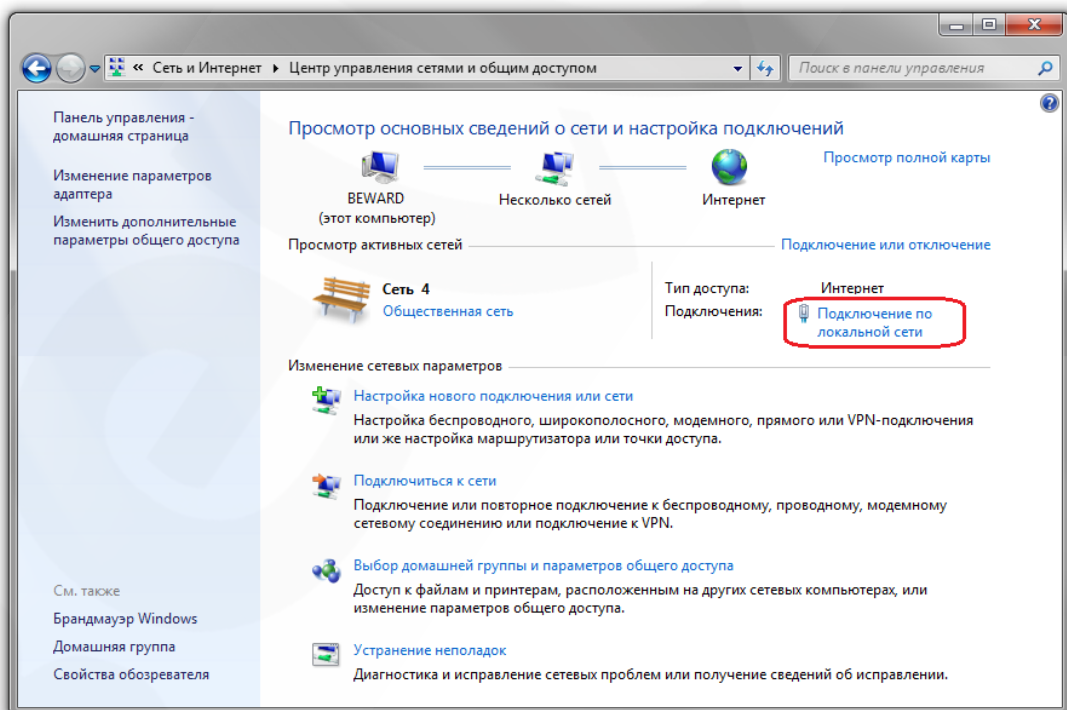 « Сеть и Интернет ▸ Центр управления сетями и общим доступом
Поиск в панели управления
Панель управления -
домашняя страница
Изменение параметров
адаптера
Изменить дополнительные
параметры общего доступа
См. также
Брандмауэр Windows
Домашняя группа
Свойства обозревателя
Просмотр основных сведений о сети и настройка подключений
Просмотр полной карты
BEWARD
(этот компьютер)
Несколько сетей
Интернет
Просмотр активных сетей
Подключение или отключение
Сеть 4
Общественная сеть
Тип доступа: Интернет
Подключения: Подключение по
локальной сети
Изменение сетевых параметров
Настройка нового подключения или сети
Настройка беспроводного, широкополосного, модемного, прямого или VPN-подключения
или же настройка маршрутизатора или точки доступа.
Подключиться к сети
Подключение или повторное подключение к беспроводному, проводному, модемному
сетевому соединению или подключение к VPN.
Выбор домашней группы и параметров общего доступа
Доступ к файлам и принтерам, расположенным на других сетевых компьютерах, или
изменение параметров общего доступа.
Устранение неполадок
Диагностика и исправление сетевых проблем или получение сведений об исправлении.